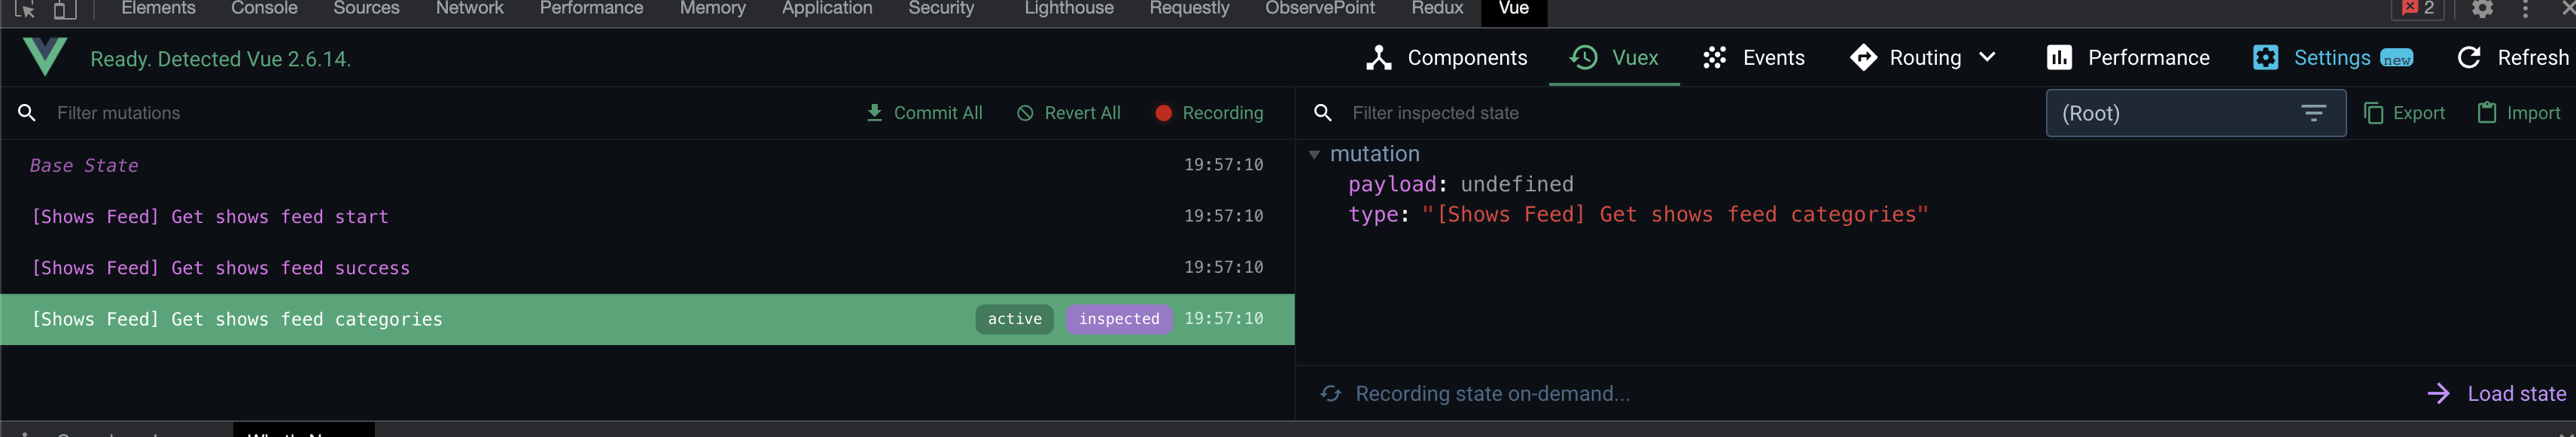 Elements Console Sources Network Performance Memory Application Security Lighthouse Requestly ObservePoint Redux Vue 2
Ready. Detected Vue 2.6.14. Components Vuex Events Routing Performance Settings new Refresh
Filter mutations Commit All Revert All Recording Filter inspected state (Root) Export Import
Base State 19:57:10
[Shows Feed] Get shows feed start 19:57:10
[Shows Feed] Get shows feed success 19:57:10
[Shows Feed] Get shows feed categories active inspected 19:57:10
mutation
payload: undefined
type: "[Shows Feed] Get shows feed categories"
Recording state on-demand... Load state